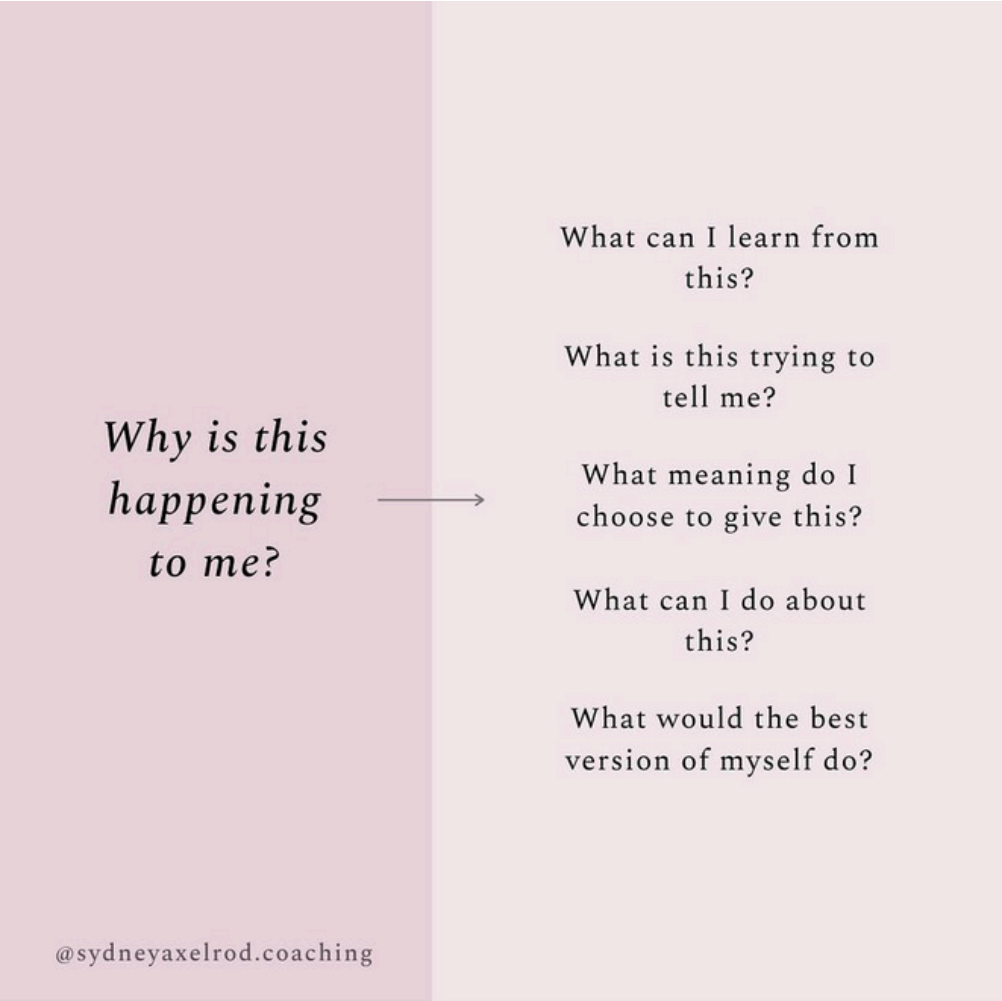 Why is this
happening
to me?
What can I learn from
this?
What is this trying to
tell me?
What meaning do I
choose to give this?
What can I do about
this?
What would the best
version of myself do?
@sydneyaxelrod.coaching